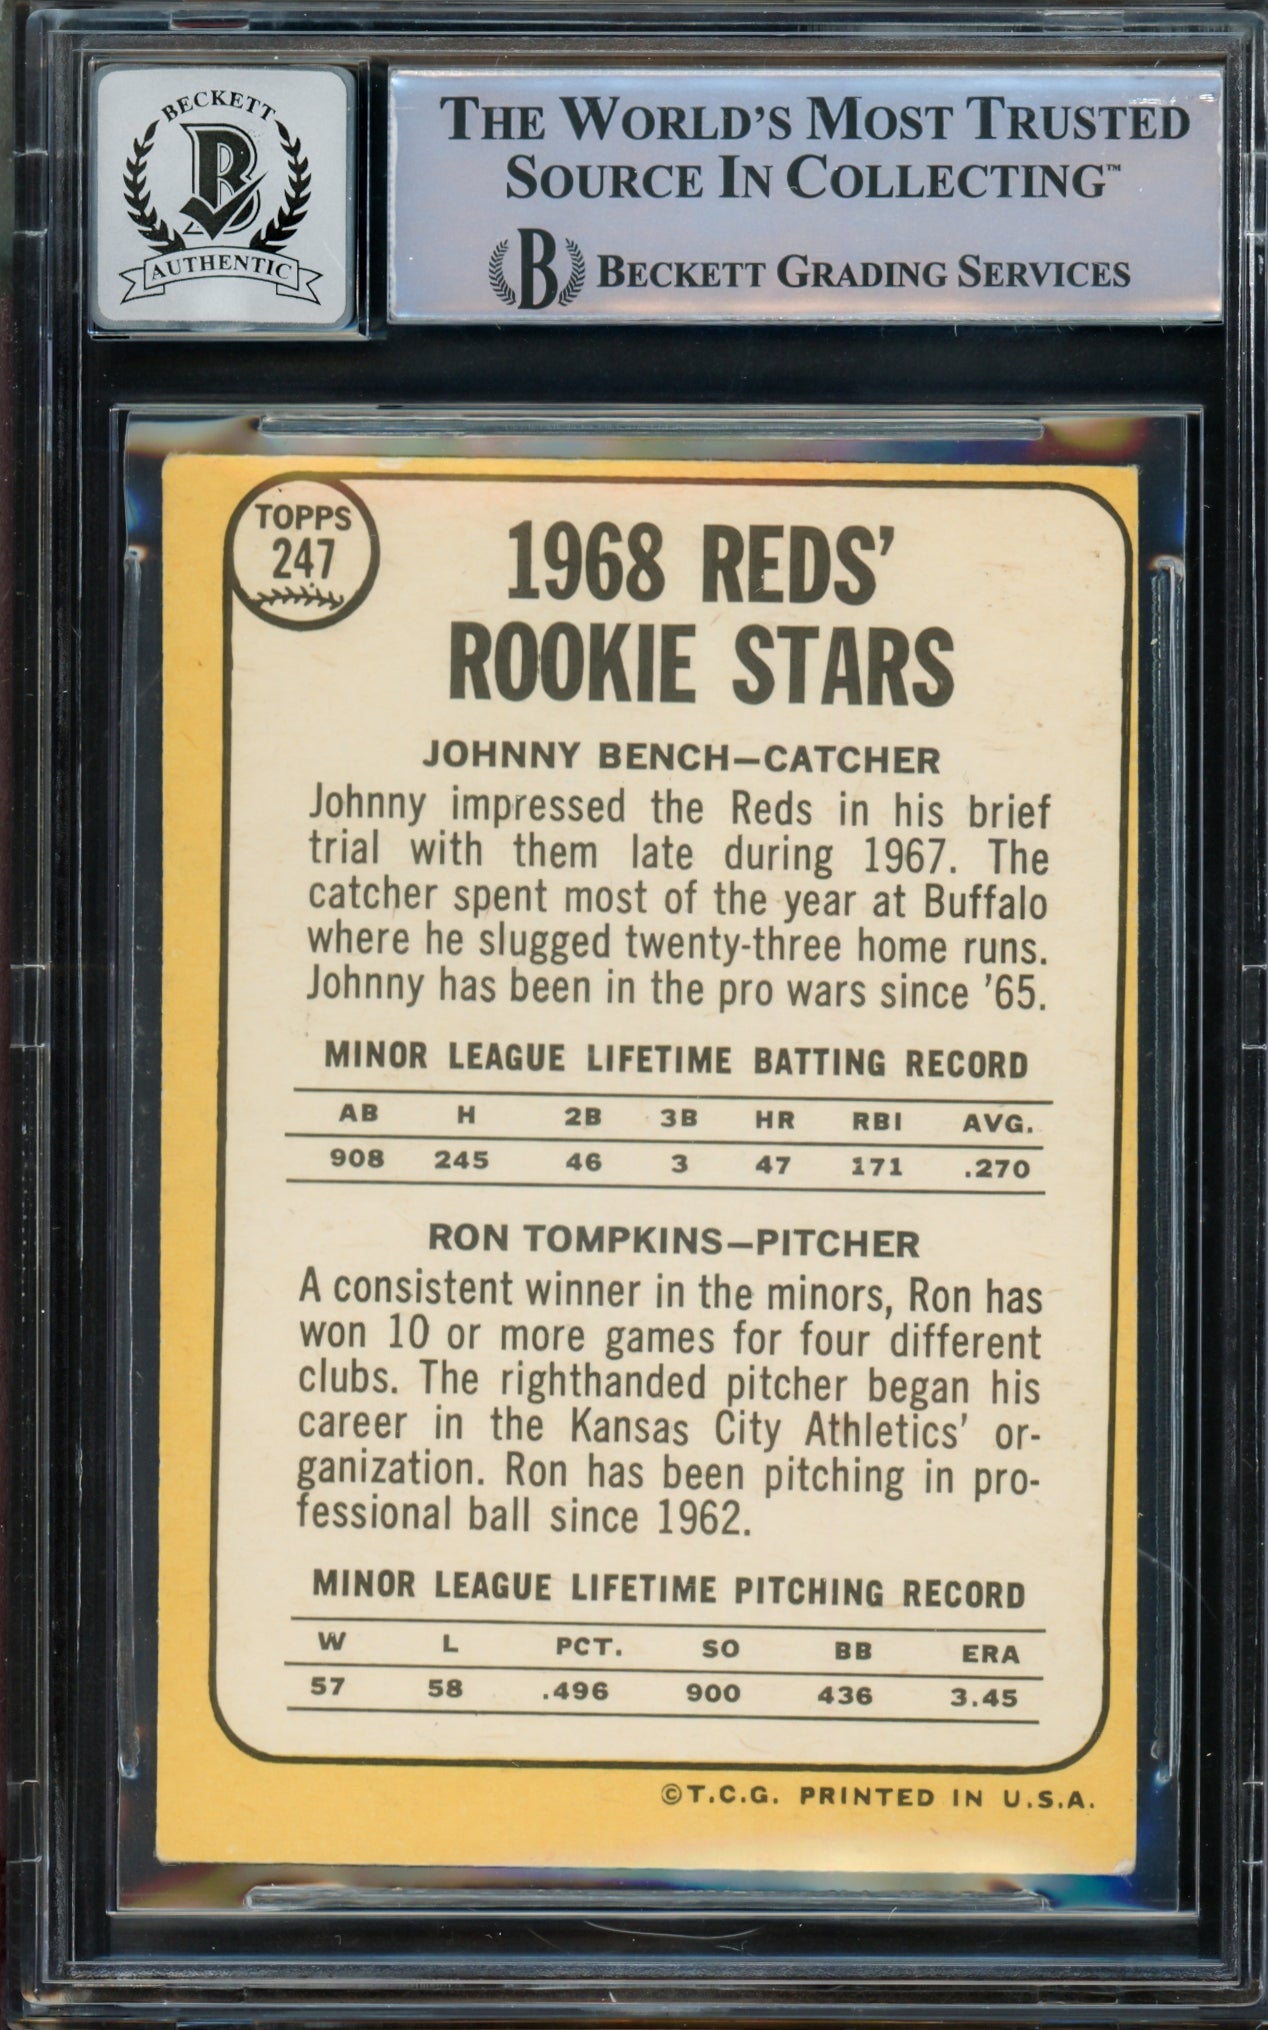 BECKETT
B
AUTHENTIC
THE WORLD'S MOST TRUSTED
SOURCE IN COLLECTING™
B BECKETT GRADING SERVICES
TOPPS
247
1968 REDS'
ROOKIE STARS
JOHNNY BENCH—CATCHER
Johnny impressed the Reds in his brief
trial with them late during 1967. The
catcher spent most of the year at Buffalo
where he slugged twenty-three home runs.
Johnny has been in the pro wars since '65.
MINOR LEAGUE LIFETIME BATTING RECORD
AB H 2B 3B HR RBI AVG.
908 245 46 3 47 171 .270
RON TOMPKINS—PITCHER
A consistent winner in the minors, Ron has
won 10 or more games for four different
clubs. The righthanded pitcher began his
career in the Kansas City Athletics' or-
ganization. Ron has been pitching in pro-
fessional ball since 1962.
MINOR LEAGUE LIFETIME PITCHING RECORD
W L PCT. SO BB ERA
57 58 .496 900 436 3.45
©T.C.G. PRINTED IN U.S.A.